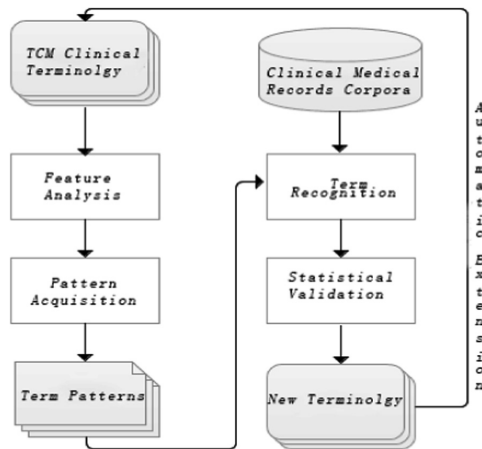 TCM Clinical
Terminolgy
Feature
Analysis
Pattern
Acquisition
Term Patterns
Clinical Medical
Records Corpora
Term
Recognition
Statistical
Validation
New Terminolgy